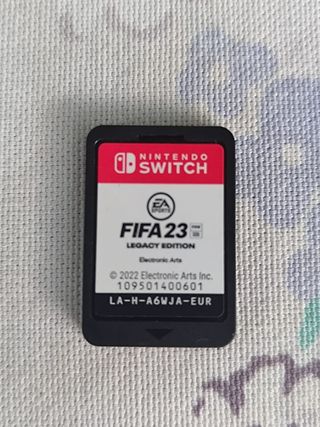 NINTENDO
SWITCH
EA
SPORTS
FIFA 23
LEGACY EDITION
Electronic Arts
© 2022 Electronic Arts Inc.
109501400601
LA-H-A6WJA-EUR